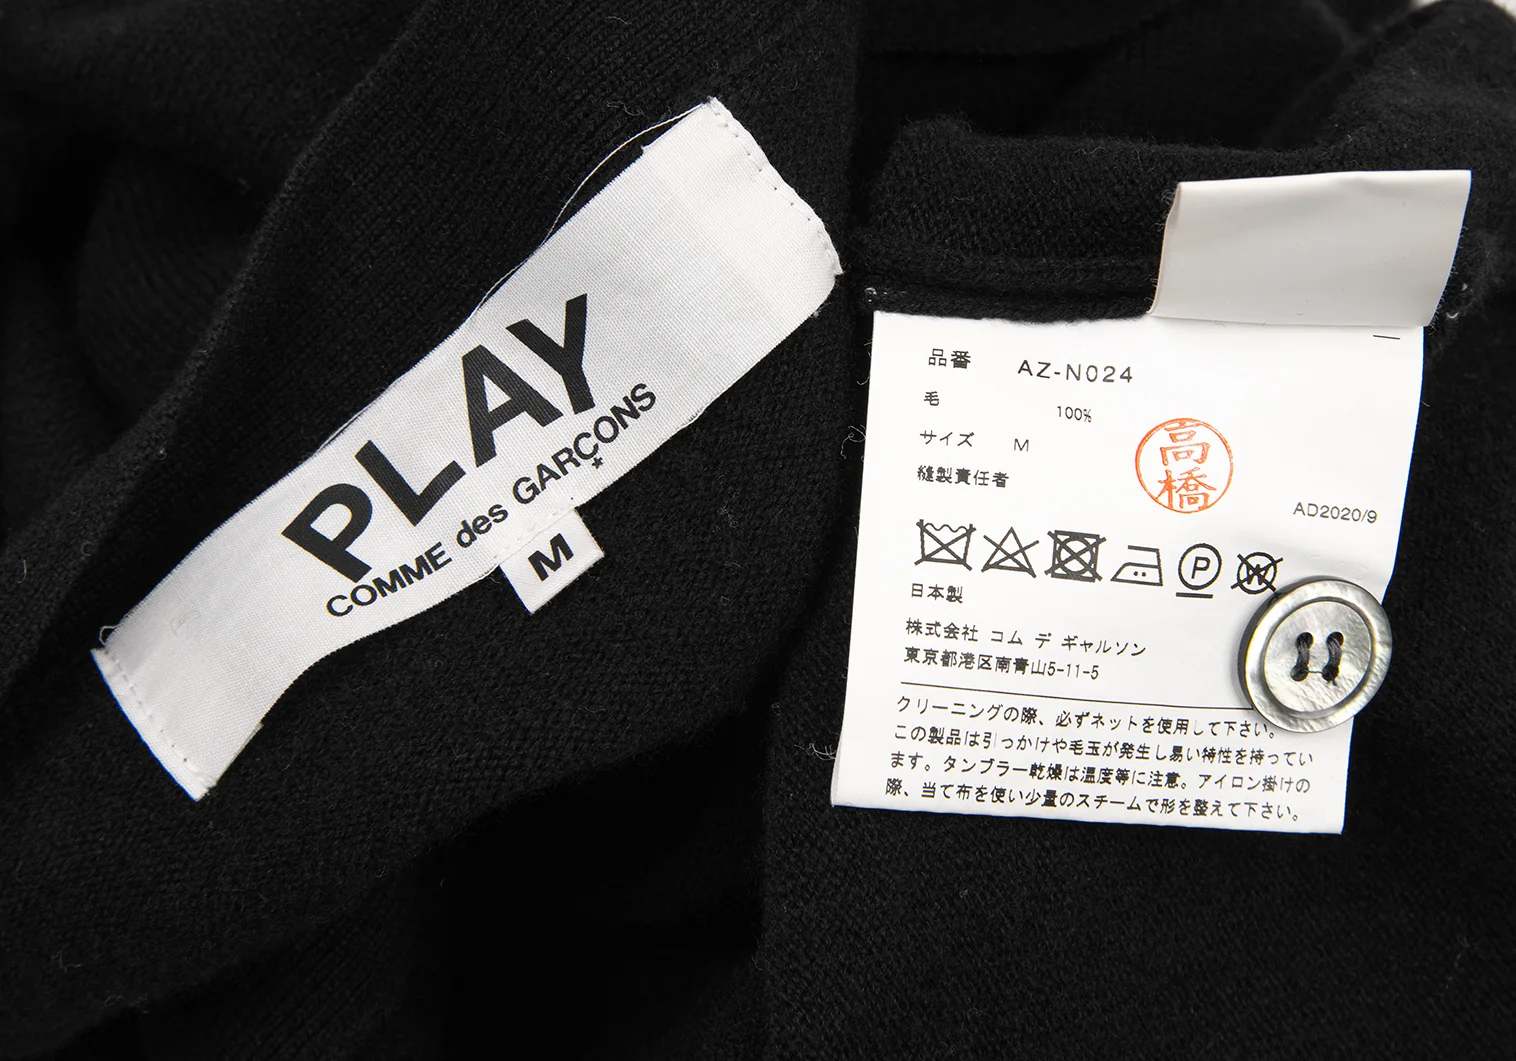 PLAY
COMME des GARÇONS
M
品番 AZ-N024
毛 100%
サイズ M
縫製責任者
高橋
AD2020/9
P W
日本製
株式会社 コム デ ギャルソン
東京都港区南青山5-11-5
クリーニングの際、必ずネットを使用して下さい。
この製品は引っかけや毛玉が発生し易い特性を持ってい
ます。タンブラー乾燥は温度等に注意。アイロン掛けの
際、当て布を使い少量のスチームで形を整えて下さい。